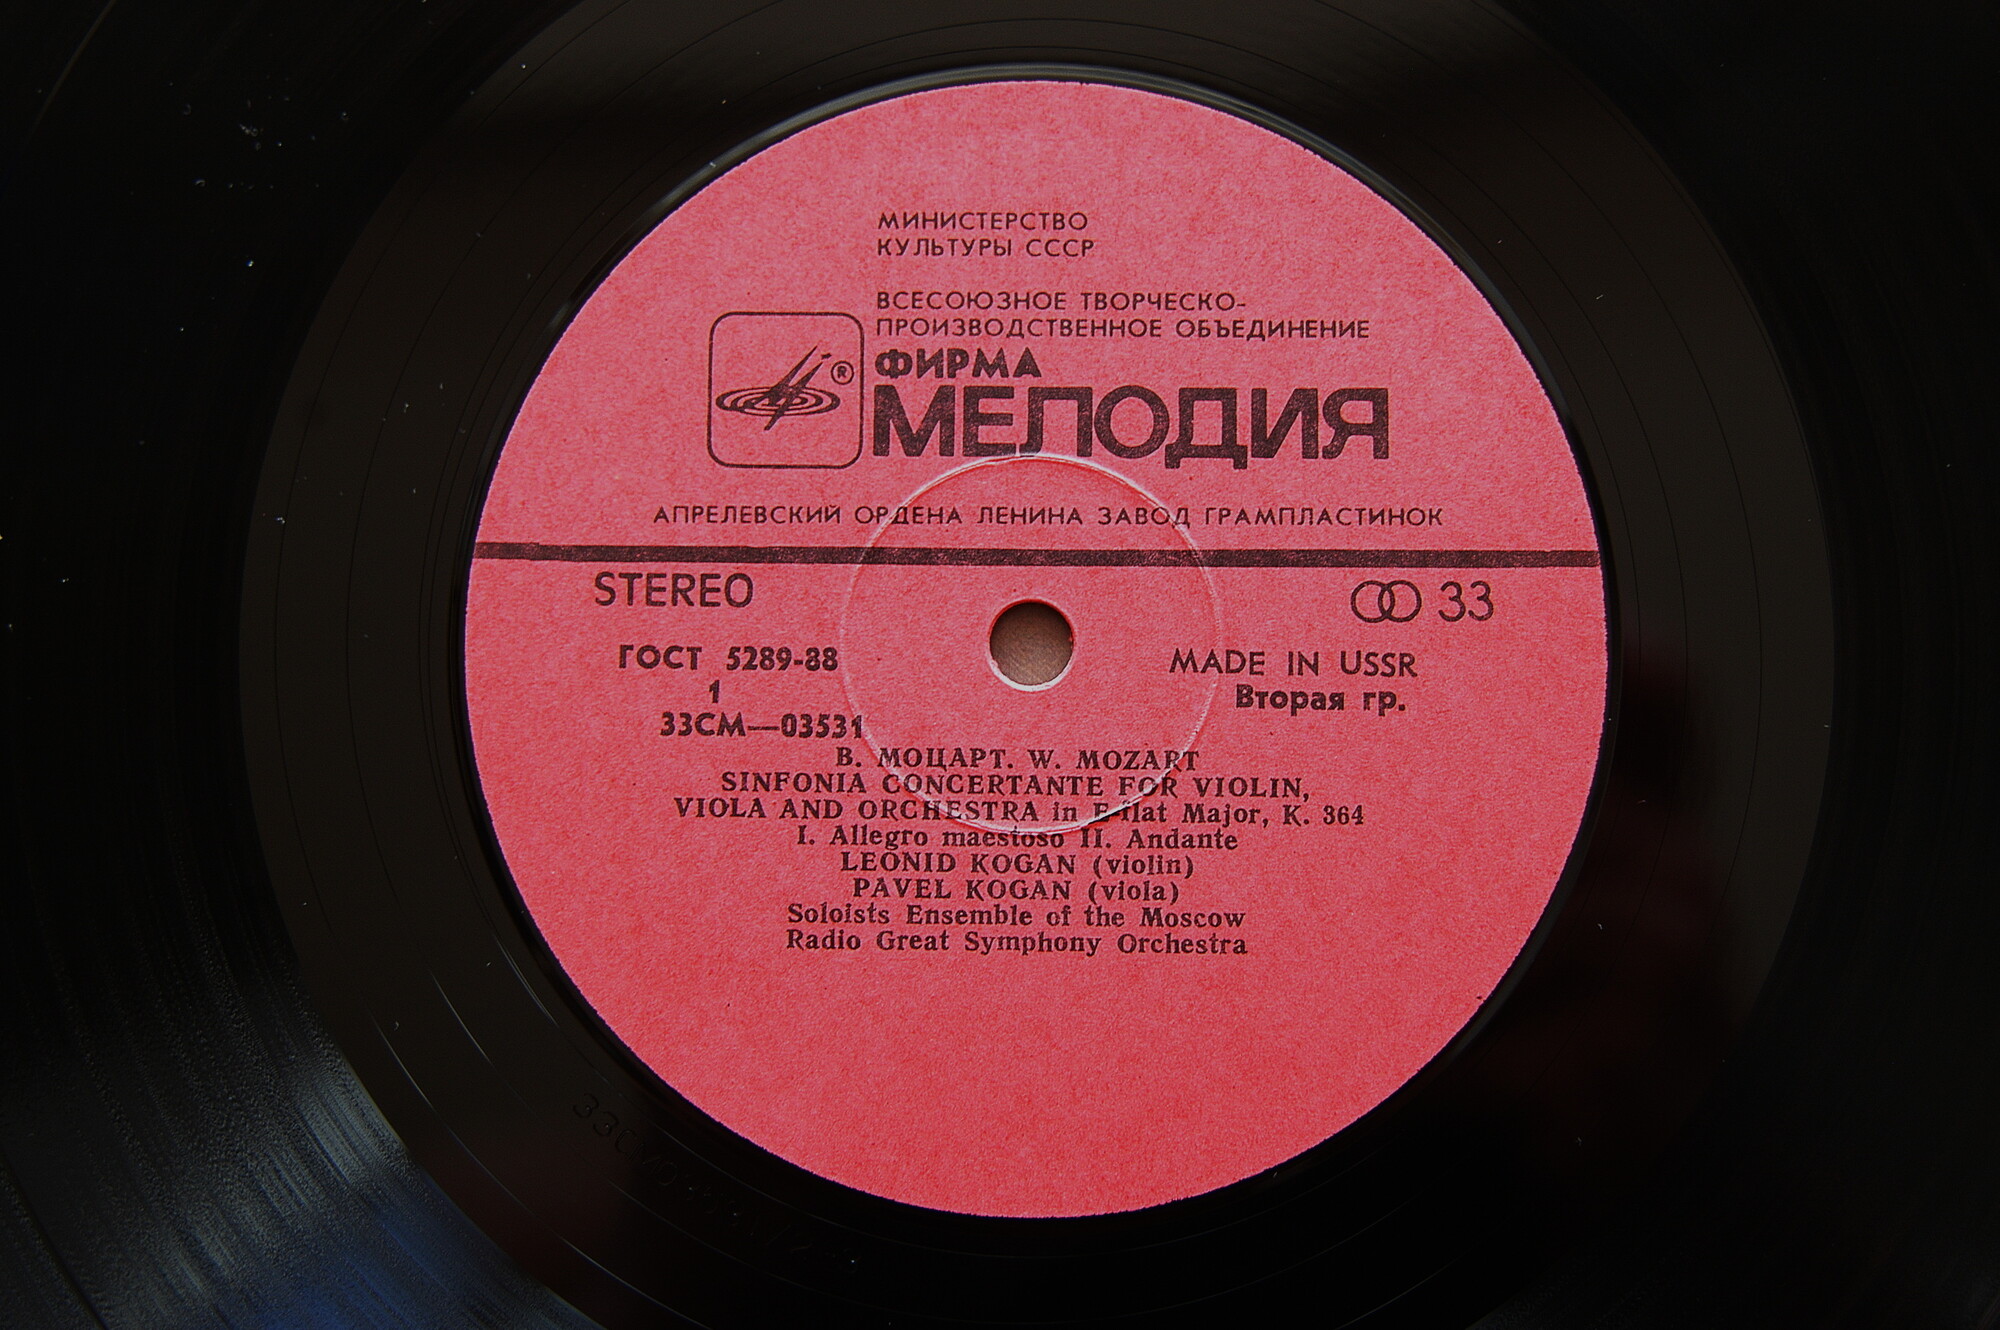 МИНИСТЕРСТВО
КУЛЬТУРЫ СССР
ВСЕСОЮЗНОЕ ТВОРЧЕСКО-
ПРОИЗВОДСТВЕННОЕ ОБЪЕДИНЕНИЕ
®
ФИРМА
МЕЛОДИЯ
АПРЕЛЕВСКИЙ ОРДЕНА ЛЕНИНА ЗАВОД ГРАМПЛАСТИНОК
STEREO
33
ГОСТ 5289-88
MADE IN USSR
1
Вторая гр.
33СМ—03531
В. МОЦАРТ. W. MOZART
SINFONIA CONCERTANTE FOR VIOLIN,
VIOLA AND ORCHESTRA in E-flat Major, K. 364
I. Allegro maestoso II. Andante
LEONID KOGAN (violin)
PAVEL KOGAN (viola)
Soloists Ensemble of the Moscow
Radio Great Symphony Orchestra